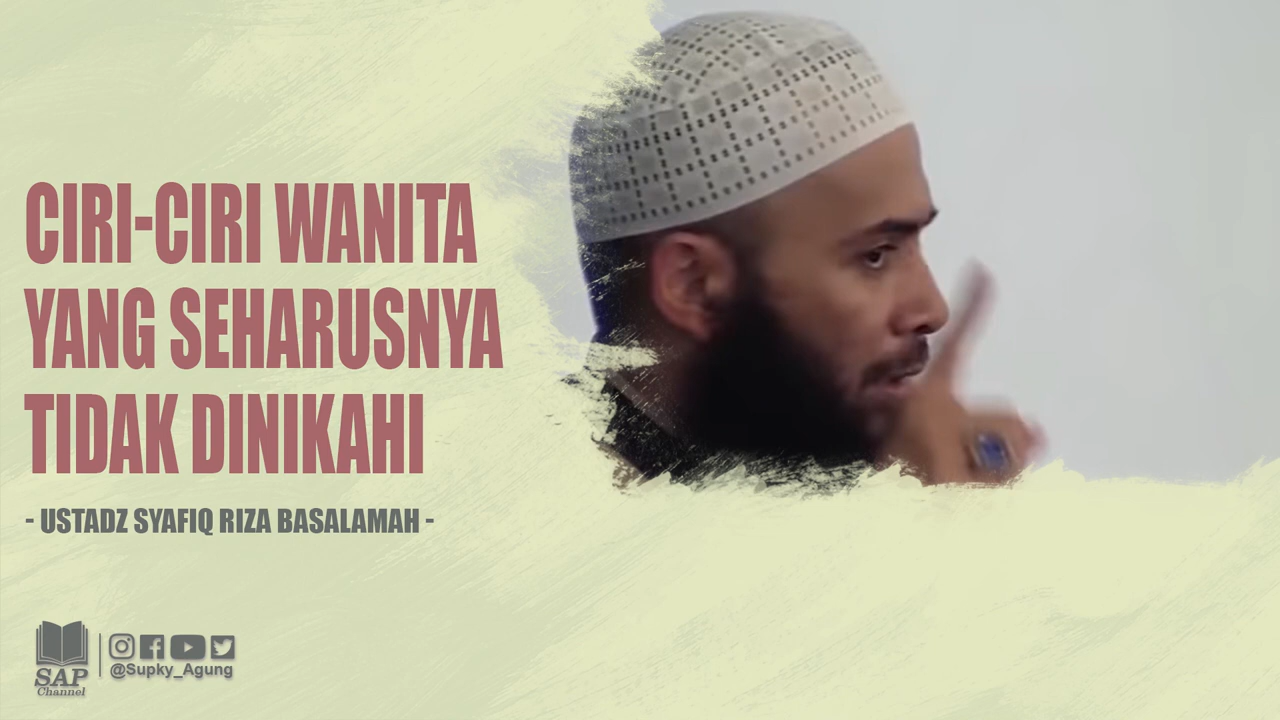 CIRI-CIRI WANITA
YANG SEHARUSNYA
TIDAK DINIKAHI
- USTADZ SYAFIQ RIZA BASALAMAH -
SAP
Channel
@Supky_Agung